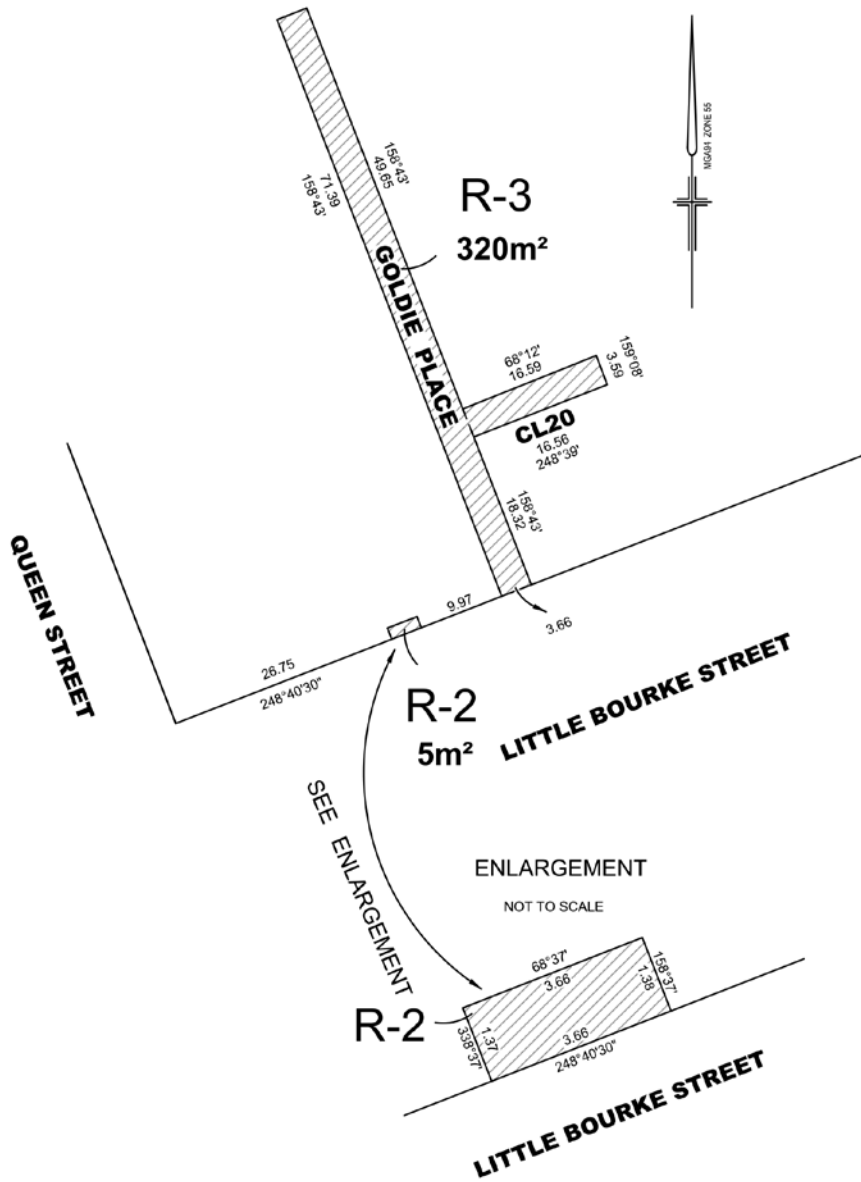 MGA94 ZONE 55
158°43'
49.65
71.39
158°43'
R-3
320m²
GOLDIE PLACE
68°12'
16.59
159°08'
3.59
CL20
16.56
248°39'
158°43'
18.32
QUEEN STREET
9.97
3.66
26.75
248°40'30"
LITTLE BOURKE STREET
R-2
5m²
SEE ENLARGEMENT
ENLARGEMENT
NOT TO SCALE
68°37'
3.66
158°37'
1.38
R-2
1.37
338°37'
3.66
248°40'30"
LITTLE BOURKE STREET